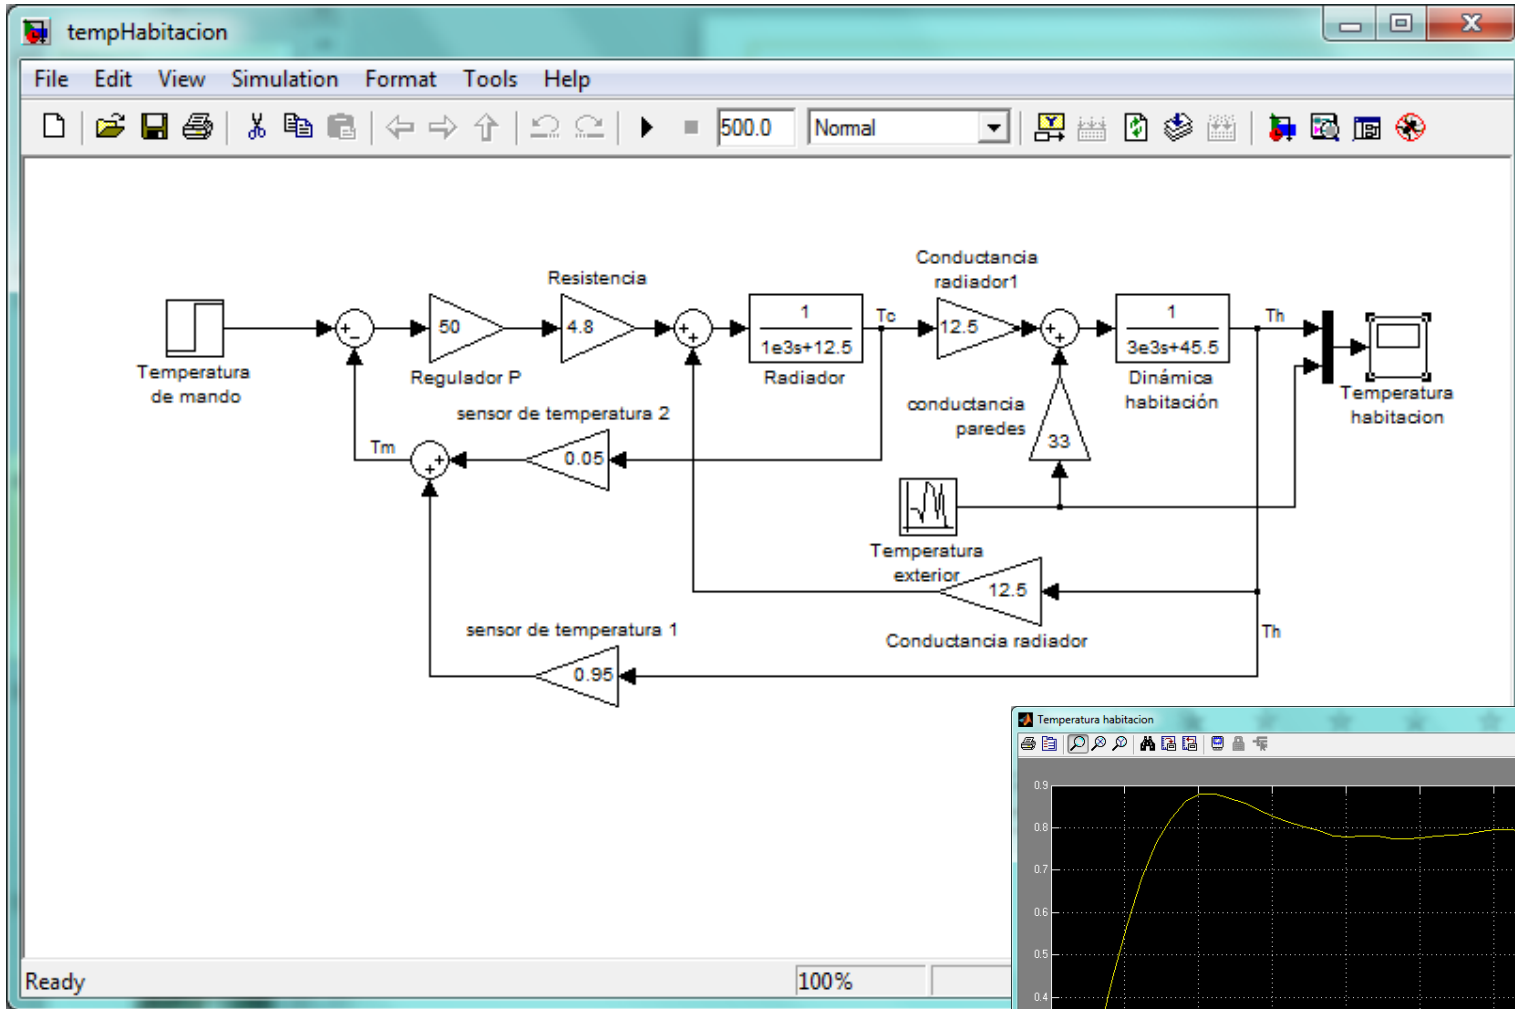 tempHabitacion
File Edit View Simulation Format Tools Help
500.0 Normal
Conductancia
radiador1
Resistencia
50
4.8
1
1e3s+12.5
Tc
12.5
1
3e3s+45.5
Th
Temperatura
de mando
Regulador P
Radiador
Dinámica
habitación
Temperatura
habitacion
sensor de temperatura 2
conductancia
paredes
33
Tm
0.05
Temperatura
exterior
12.5
Conductancia radiador
Th
sensor de temperatura 1
0.95
Temperatura habitacion
0.9
0.8
0.7
0.6
0.5
0.4
Ready 100%